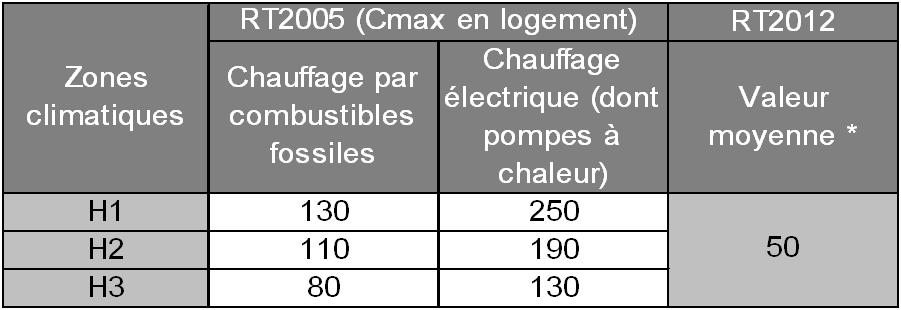 RT2005 (Cmax en logement) RT2012
Zones
climatiques
Chauffage par
combustibles
fossiles
Chauffage
électrique (dont
pompes à
chaleur)
Valeur
moyenne *
H1 130 250
H2 110 190 50
H3 80 130